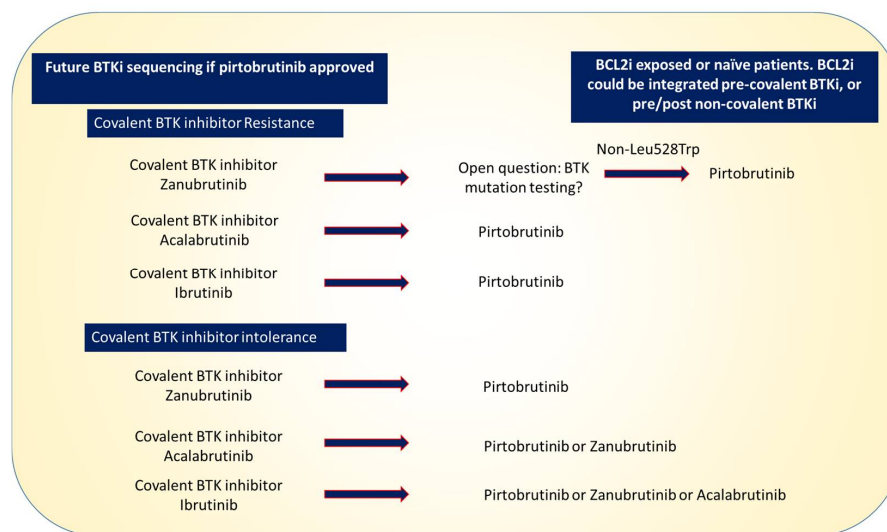 Future BTKi sequencing if pirtobrutinib approved
BCL2i exposed or naïve patients. BCL2i
could be integrated pre-covalent BTKi, or
pre/post non-covalent BTKi
Covalent BTK inhibitor Resistance
Covalent BTK inhibitor
Zanubrutinib
Open question: BTK
mutation testing?
Non-Leu528Trp
Pirtobrutinib
Covalent BTK inhibitor
Acalabrutinib
Pirtobrutinib
Covalent BTK inhibitor
Ibrutinib
Pirtobrutinib
Covalent BTK inhibitor intolerance
Covalent BTK inhibitor
Zanubrutinib
Pirtobrutinib
Covalent BTK inhibitor
Acalabrutinib
Pirtobrutinib or Zanubrutinib
Covalent BTK inhibitor
Ibrutinib
Pirtobrutinib or Zanubrutinib or Acalabrutinib